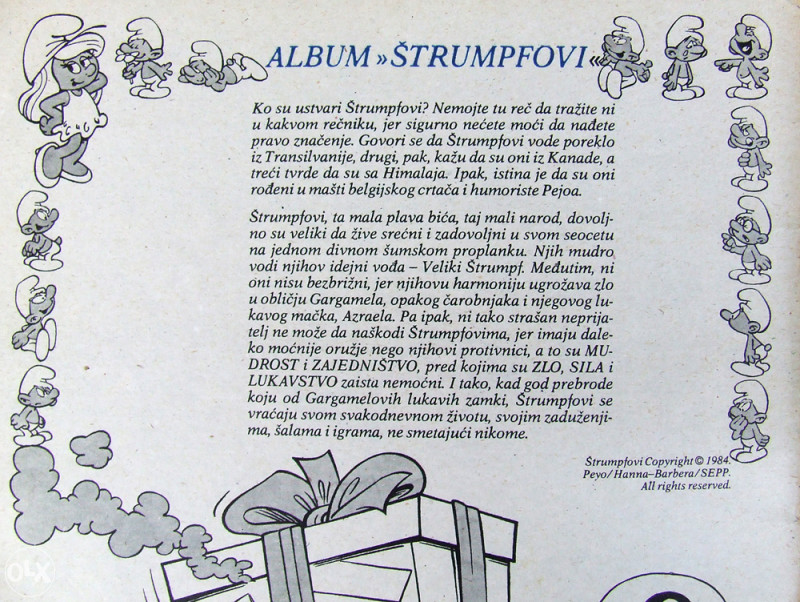 ALBUM »ŠTRUMPFOVI«
Ko su ustvari Štrumpfovi? Nemojte tu reč da tražite ni
u kakvom rečniku, jer sigurno nećete moći da nađete
pravo značenje. Govori se da Štrumpfovi vode poreklo
iz Transilvanije, drugi, pak, kažu da su oni iz Kanade, a
treći tvrde da su sa Himalaja. Ipak, istina je da su oni
rođeni u mašti belgijskog crtača i humoriste Pejoa.
Štrumpfovi, ta mala plava bića, taj mali narod, dovolj-
no su veliki da žive srećni i zadovoljni u svom seocetu
na jednom divnom šumskom proplanku. Njih mudro
vodi njihov idejni vođa – Veliki Štrumpf. Međutim, ni
oni nisu bezbrižni, jer njihovu harmoniju ugrožava zlo
u obličju Gargamela, opakog čarobnjaka i njegovog lu-
kavog mačka, Azraela. Pa ipak, ni tako strašan neprija-
telj ne može da naškodi Štrumpfovima, jer imaju dale-
ko moćnije oružje nego njihovi protivnici, a to su MU-
DROST i ZAJEDNIŠTVO, pred kojima su ZLO, SILA i
LUKAVSTVO zaista nemoćni. I tako, kad god prebrode
koju od Gargamelovih lukavih zamki, Štrumpfovi se
vraćaju svom svakodnevnom životu, svojim zaduženji-
ma, šalama i igrama, ne smetajući nikome.
Štrumpfovi Copyright © 1984.
Peyo/Hanna–Barbera/SEPP.
All rights reserved.
OLX